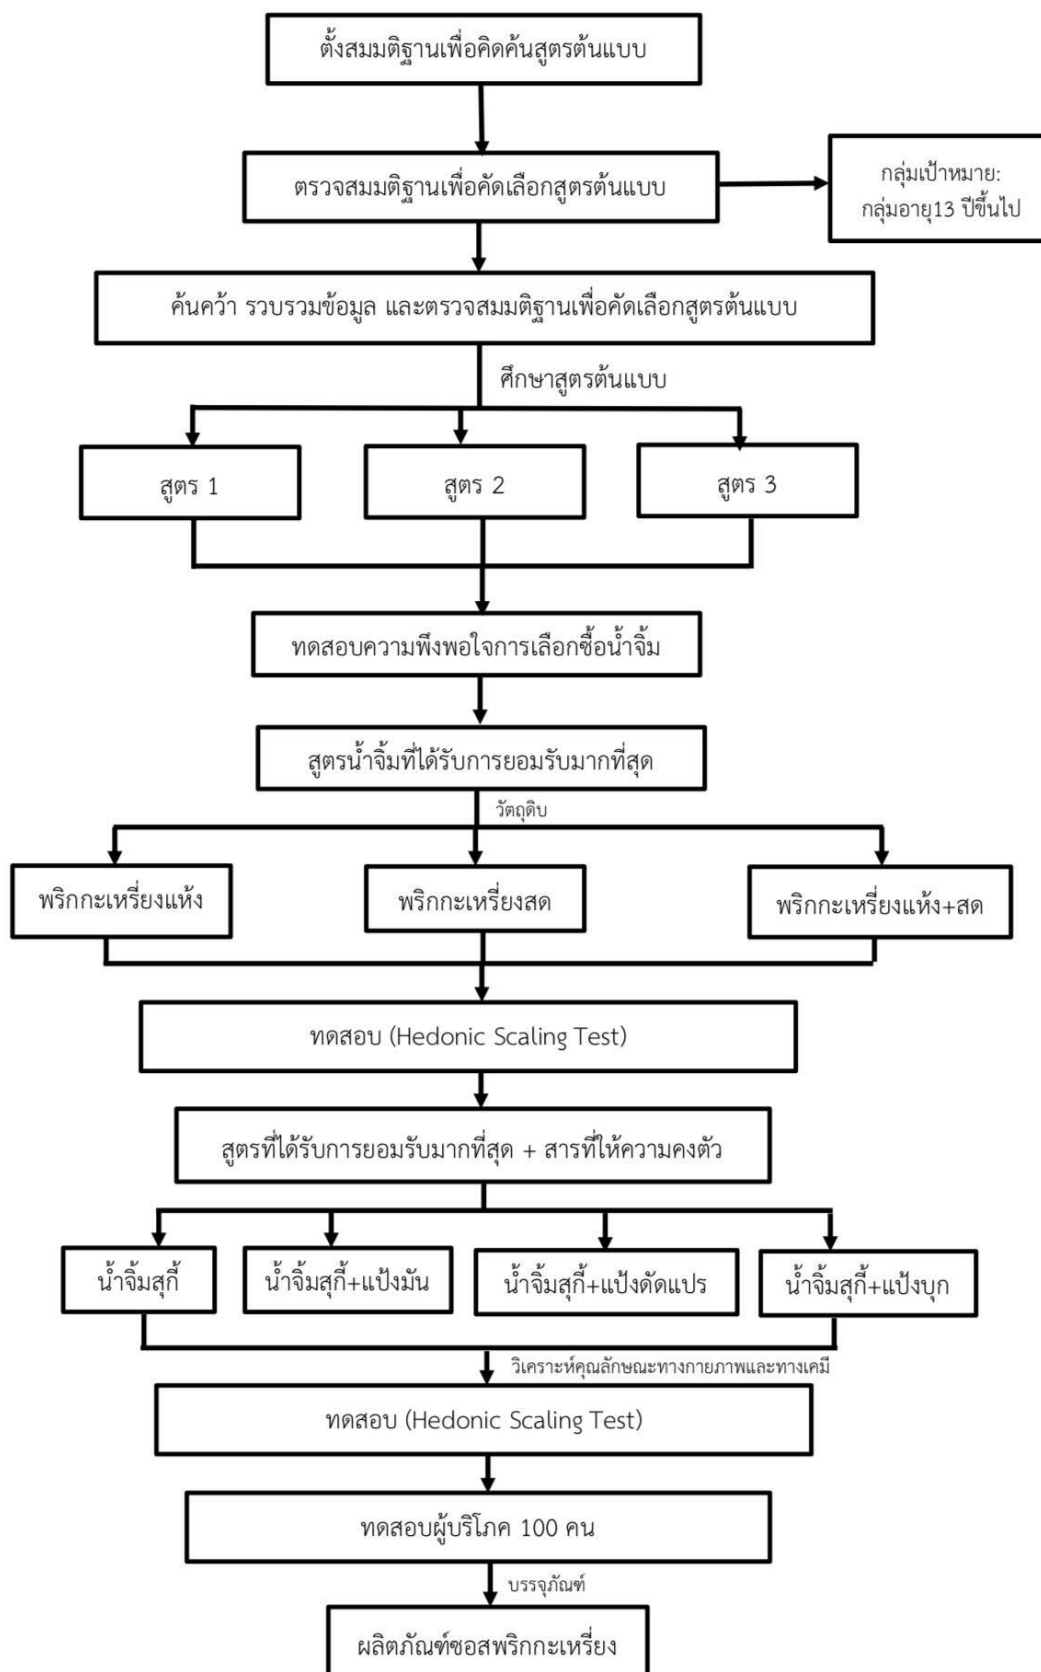 ตั้งสมมติฐานเพื่อคิดค้นสูตรต้นแบบ
ตรวจสมมติฐานเพื่อคัดเลือกสูตรต้นแบบ
กลุ่มเป้าหมาย:
กลุ่มอายุ13 ปีขึ้นไป
ค้นคว้า รวบรวมข้อมูล และตรวจสมมติฐานเพื่อคัดเลือกสูตรต้นแบบ
ศึกษาสูตรต้นแบบ
สูตร 1
สูตร 2
สูตร 3
ทดสอบความพึงพอใจการเลือกซื้อน้ำจิ้ม
สูตรน้ำจิ้มที่ได้รับการยอมรับมากที่สุด
วัตถุดิบ
พริกกะเหรี่ยงแห้ง
พริกกะเหรี่ยงสด
พริกกะเหรี่ยงแห้ง+สด
ทดสอบ (Hedonic Scaling Test)
สูตรที่ได้รับการยอมรับมากที่สุด + สารที่ให้ความคงตัว
น้ำจิ้มสุกี้
น้ำจิ้มสุกี้+แป้งมัน
น้ำจิ้มสุกี้+แป้งดัดแปร
น้ำจิ้มสุกี้+แป้งบุก
วิเคราะห์คุณลักษณะทางกายภาพและทางเคมี
ทดสอบ (Hedonic Scaling Test)
ทดสอบผู้บริโภค 100 คน
บรรจุภัณฑ์
ผลิตภัณฑ์ซอสพริกกะเหรี่ยง